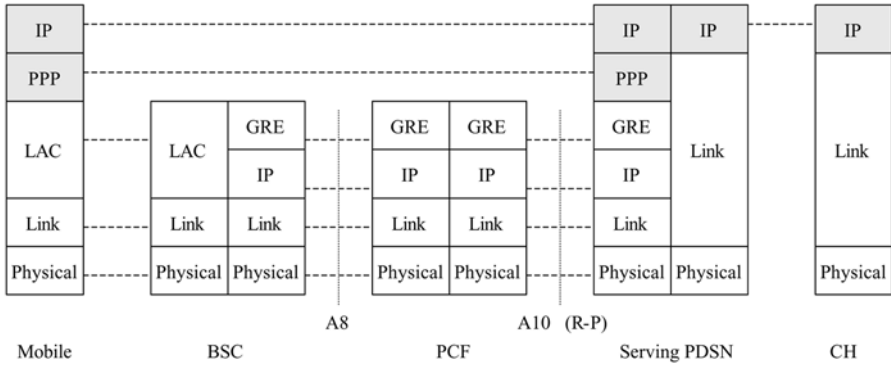 IP IP IP IP
PPP PPP
LAC LAC GRE GRE GRE GRE Link Link
IP IP IP IP
Link Link Link Link Link Link
Physical Physical Physical Physical Physical Physical Physical Physical
A8 A10 (R-P)
Mobile BSC PCF Serving PDSN CH